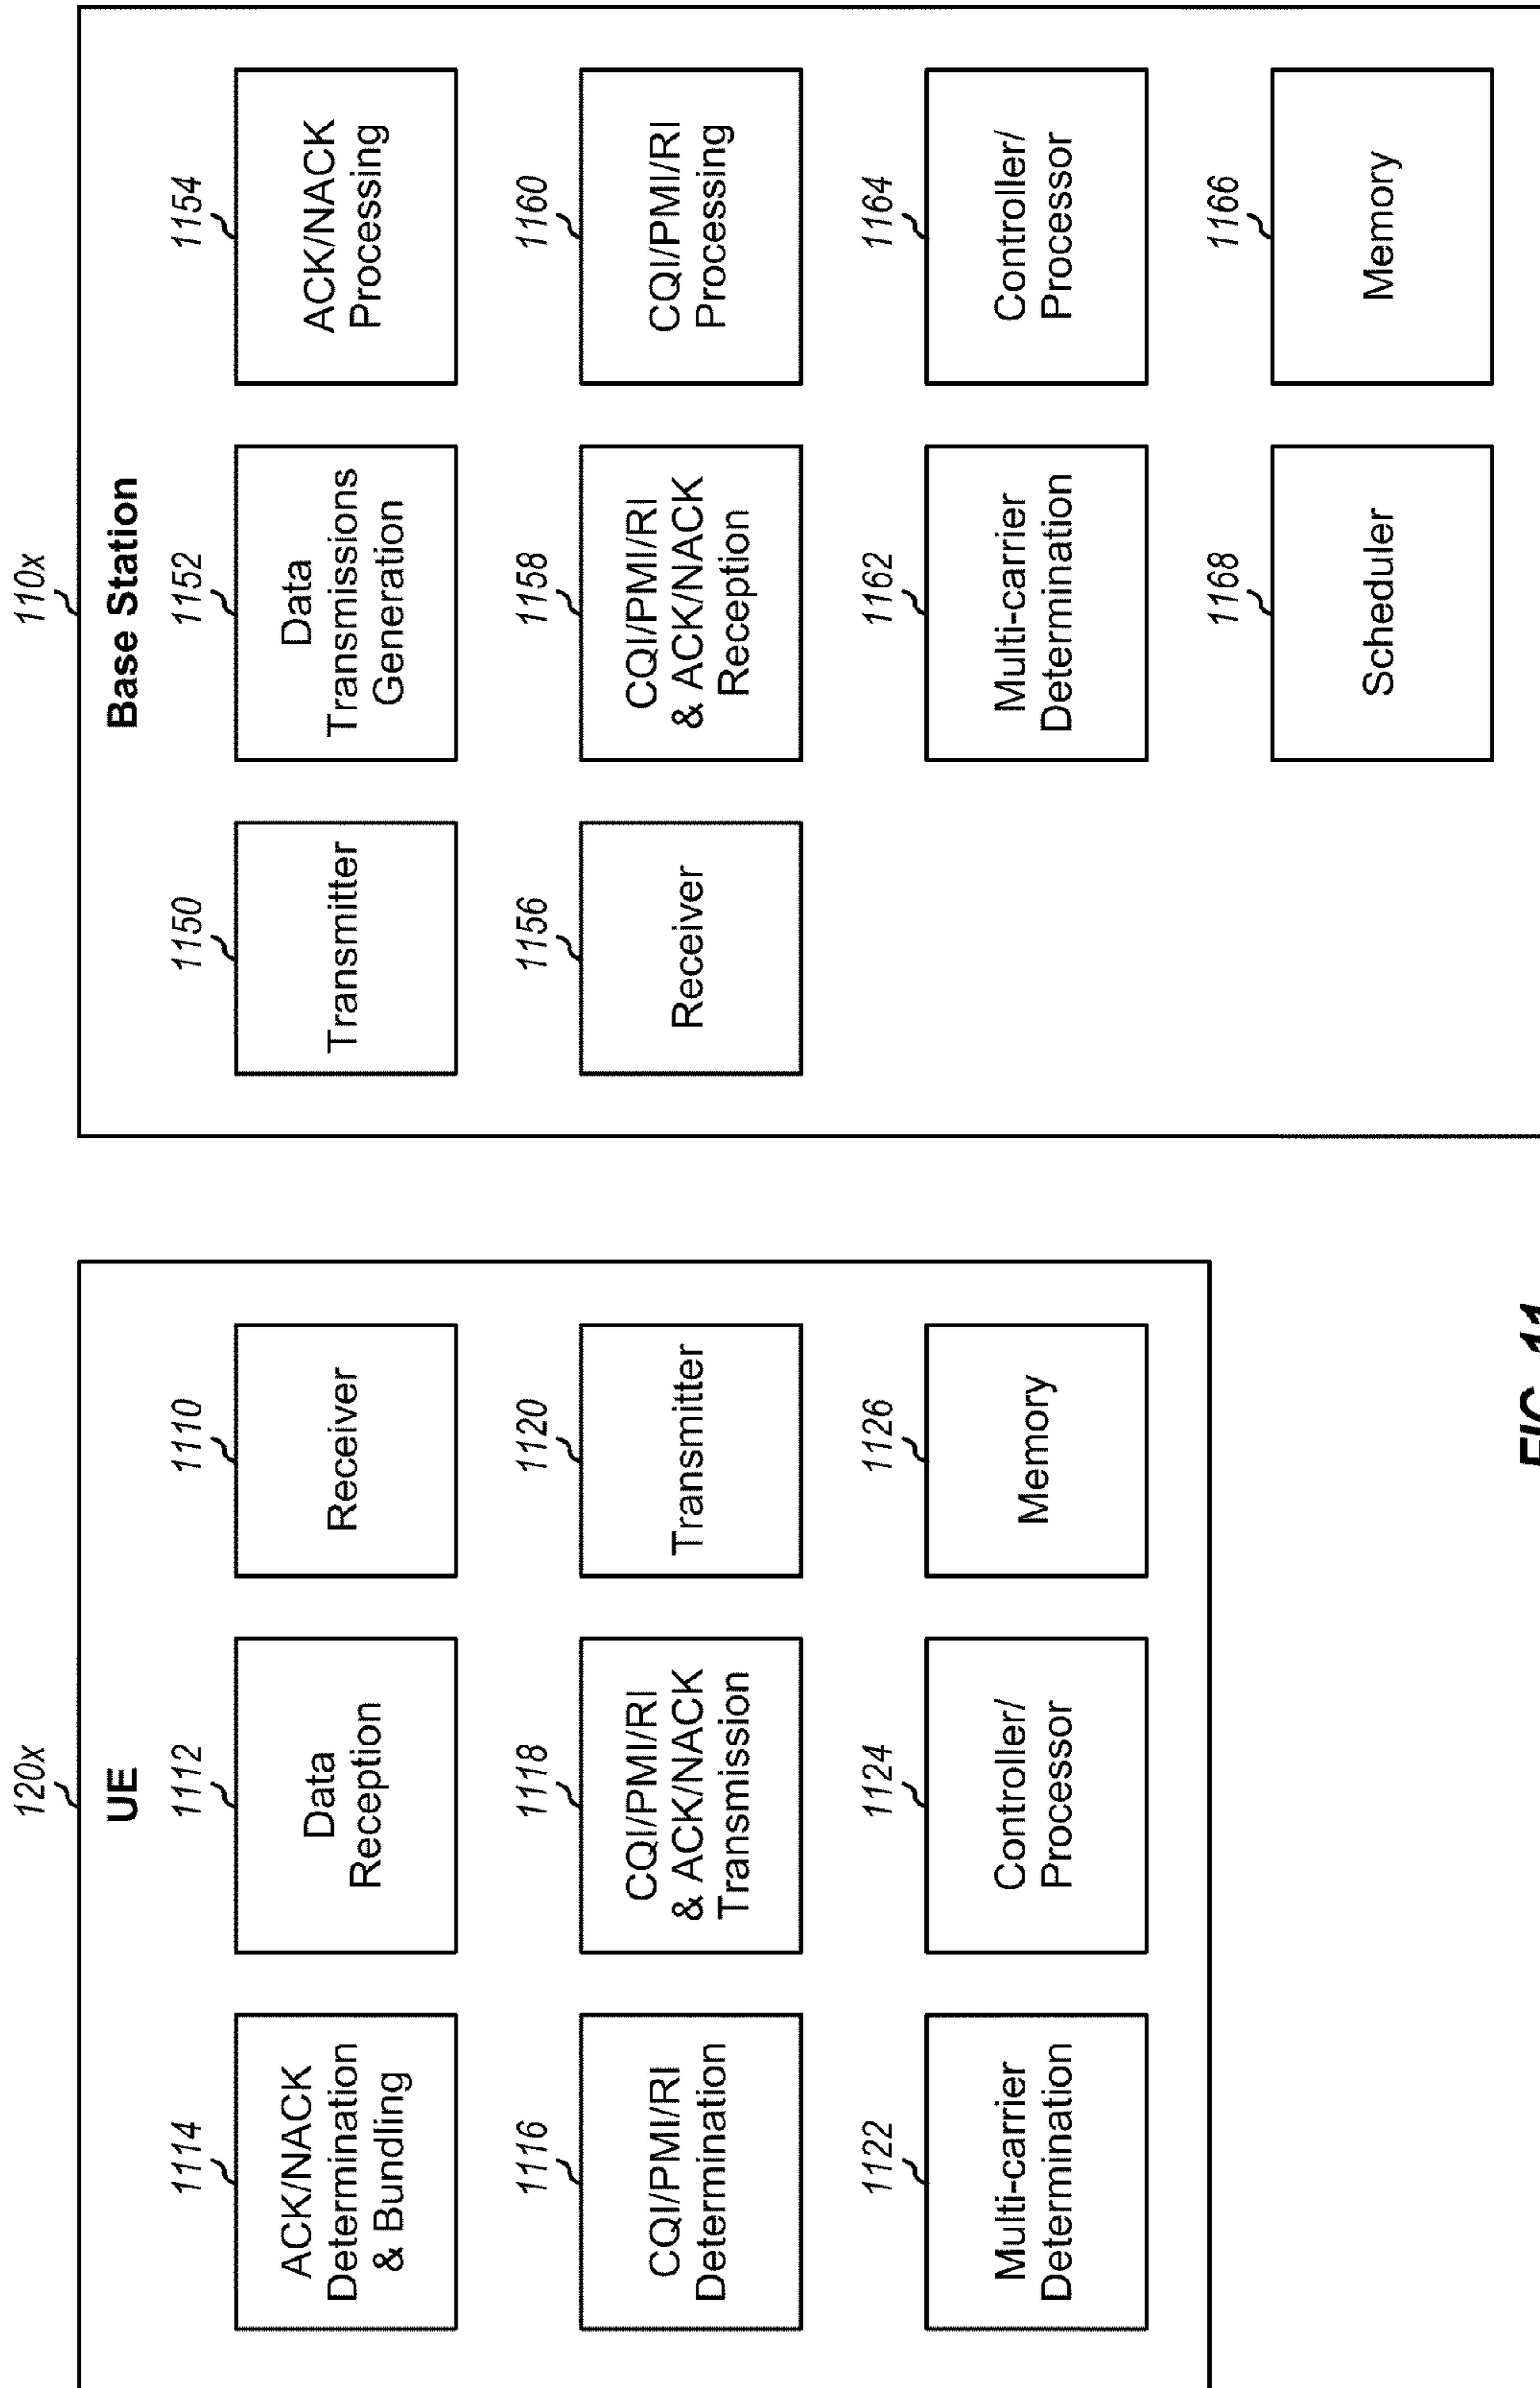 120x
UE
1114
ACK/NACK
Determination
& Bundling
1112
Data
Reception
1110
Receiver
1116
CQI/PMI/RI
Determination
1118
CQI/PMI/RI
& ACK/NACK
Transmission
1120
Transmitter
1122
Multi-carrier
Determination
1124
Controller/
Processor
1126
Memory
110x
Base Station
1150
Transmitter
1152
Data
Transmissions
Generation
1154
ACK/NACK
Processing
1156
Receiver
1158
CQI/PMI/RI
& ACK/NACK
Reception
1160
CQI/PMI/RI
Processing
1162
Multi-carrier
Determination
1164
Controller/
Processor
1168
Scheduler
1166
Memory
FIG. 11